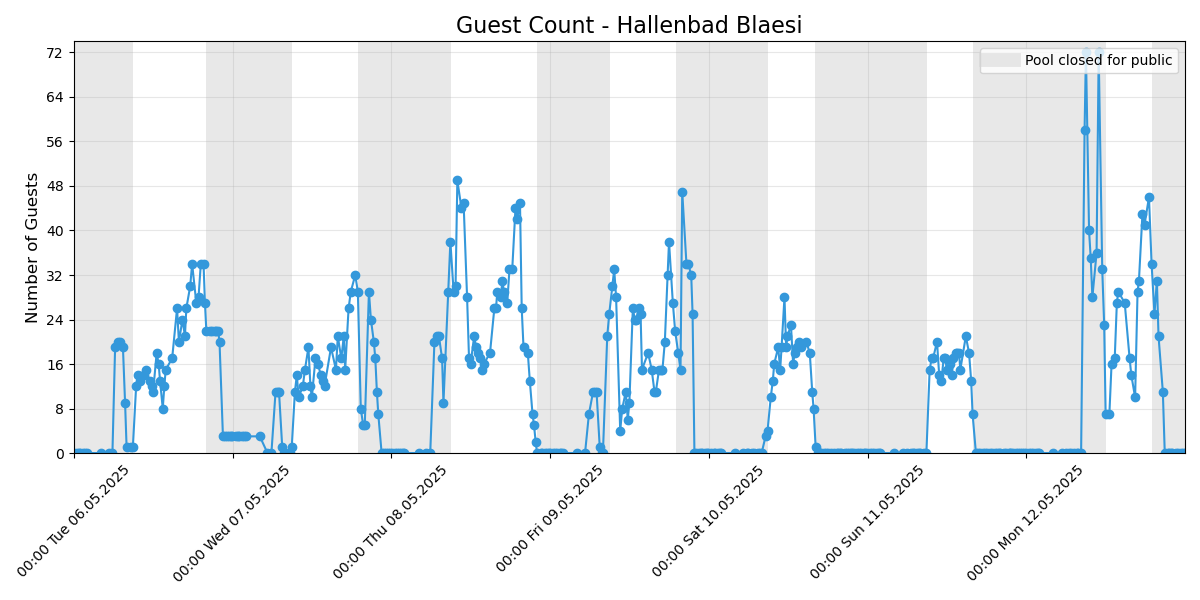 Guest Count - Hallenbad Blaesi
Pool closed for public
Number of Guests
72
64
56
48
40
32
24
16
8
0
00:00 Tue 06.05.2025
00:00 Wed 07.05.2025
00:00 Thu 08.05.2025
00:00 Fri 09.05.2025
00:00 Sat 10.05.2025
00:00 Sun 11.05.2025
00:00 Mon 12.05.2025